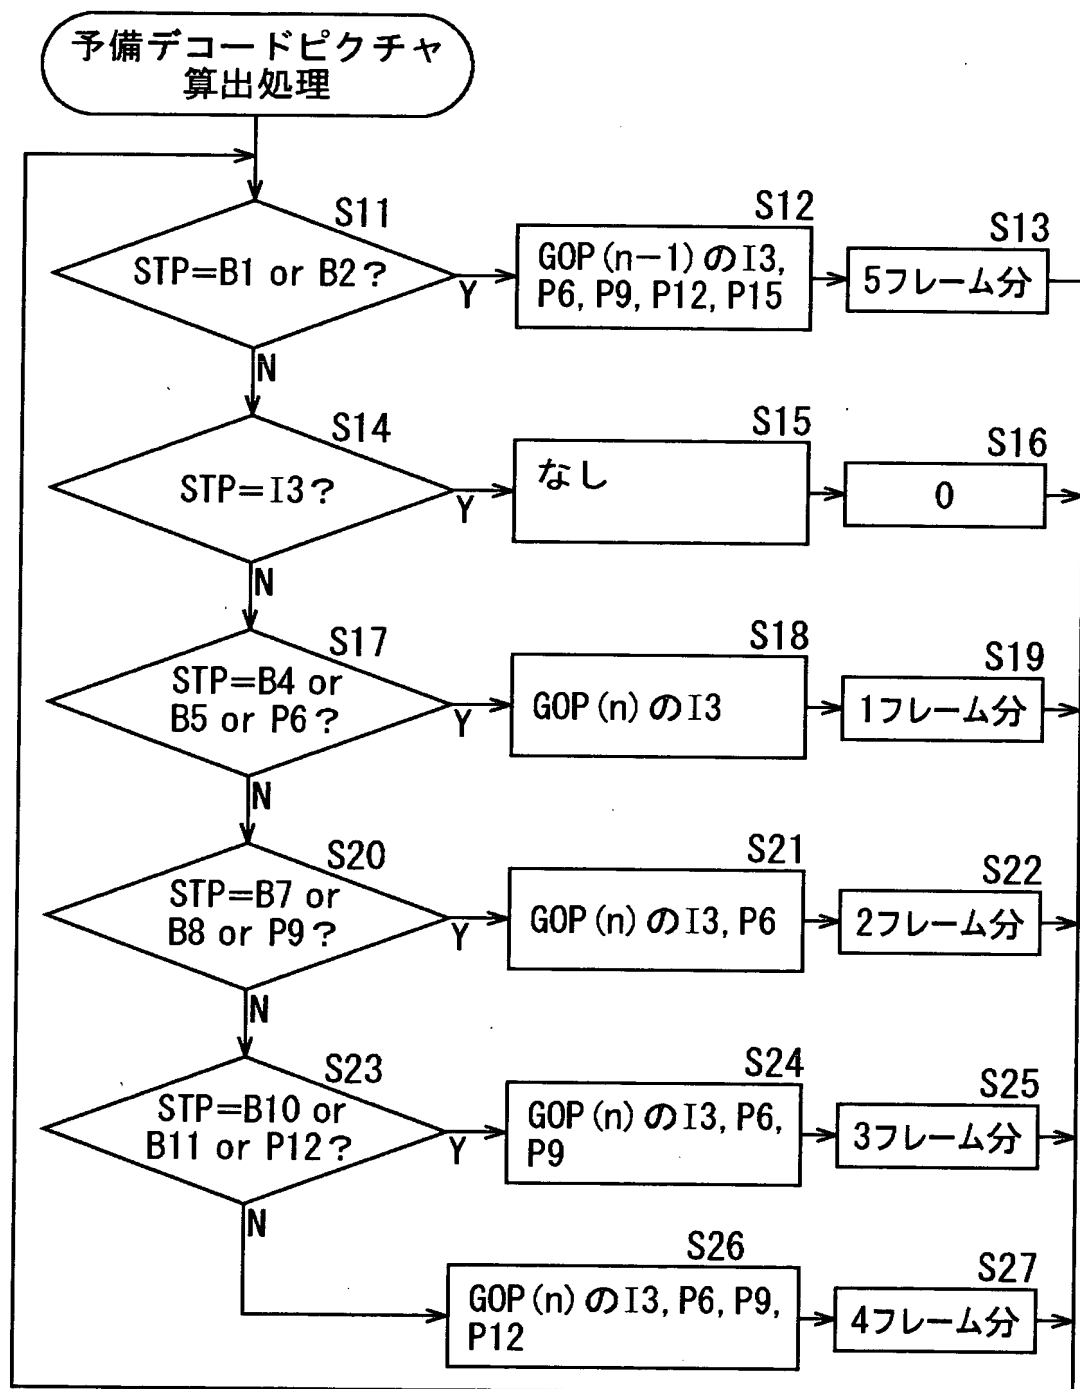 予備デコードピクチャ
算出処理
S11
STP=B1 or B2?
Y
N
S12
GOP(n-1)のI3,
P6, P9, P12, P15
S13
5フレーム分
S14
STP=I3?
Y
N
S15
なし
S16
0
S17
STP=B4 or
B5 or P6?
Y
N
S18
GOP(n)のI3
S19
1フレーム分
S20
STP=B7 or
B8 or P9?
Y
N
S21
GOP(n)のI3, P6
S22
2フレーム分
S23
STP=B10 or
B11 or P12?
Y
N
S24
GOP(n)のI3, P6,
P9
S25
3フレーム分
S26
GOP(n)のI3, P6, P9,
P12
S27
4フレーム分